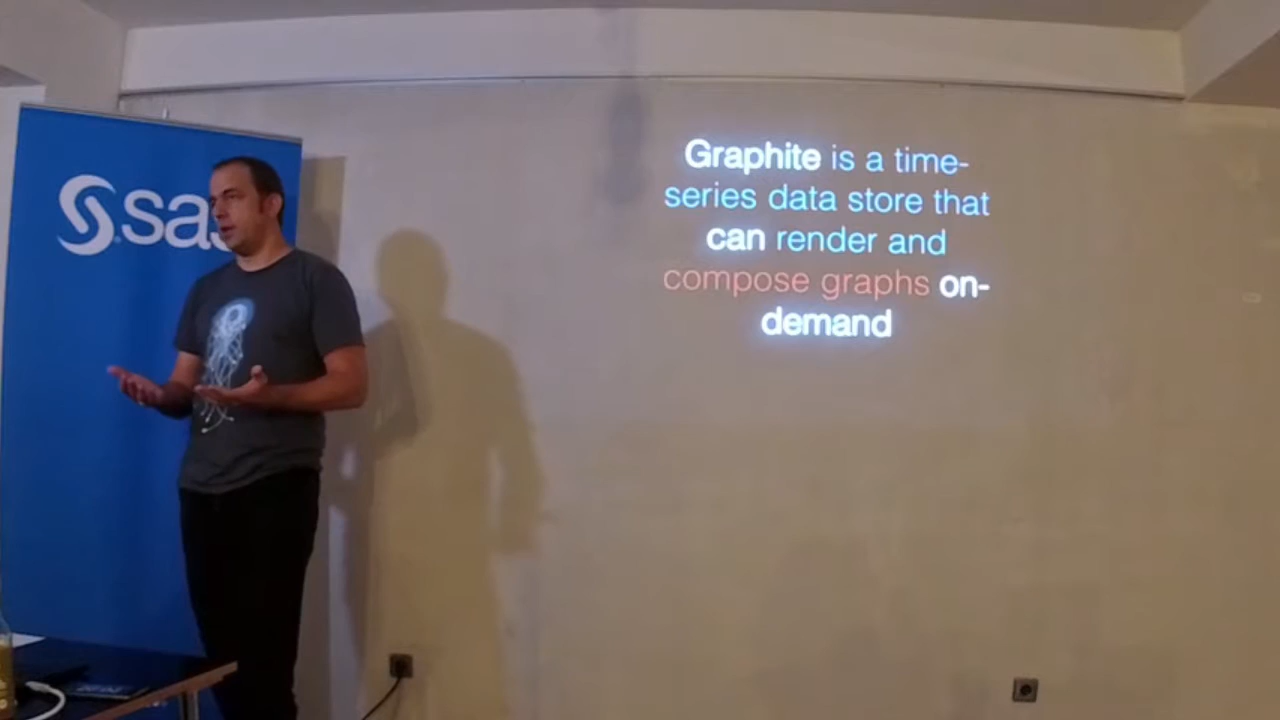 sas
Graphite is a time-
series data store that
can render and
compose graphs on-
demand